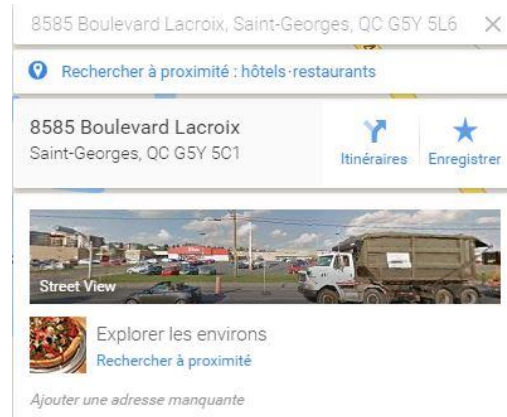 8585 Boulevard Lacroix, Saint-Georges, QC G5Y 5L6
Rechercher à proximité : hôtels·restaurants
8585 Boulevard Lacroix
Saint-Georges, QC G5Y 5C1
Itinéraires
Enregistrer
Street View
Explorer les environs
Rechercher à proximité
Ajouter une adresse manquante